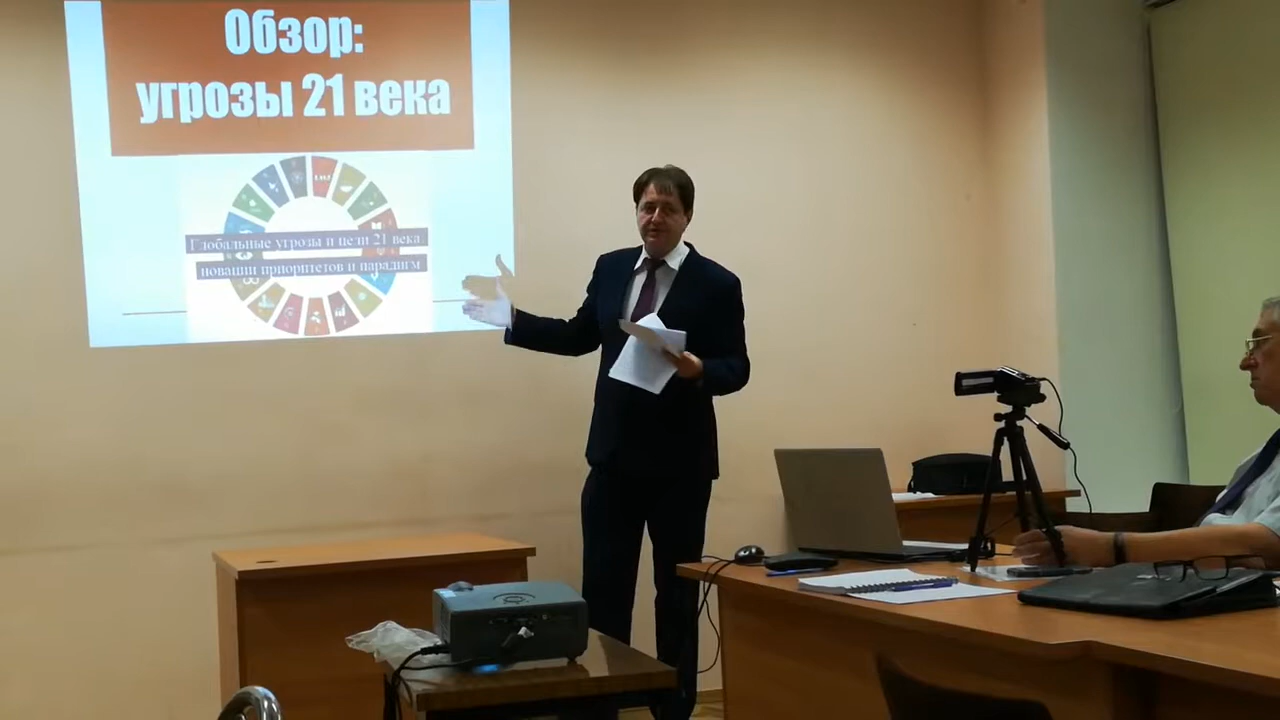 Обзор:
угрозы 21 века
Глобальные угрозы и цели 21 века
новации приоритетов и парадигм